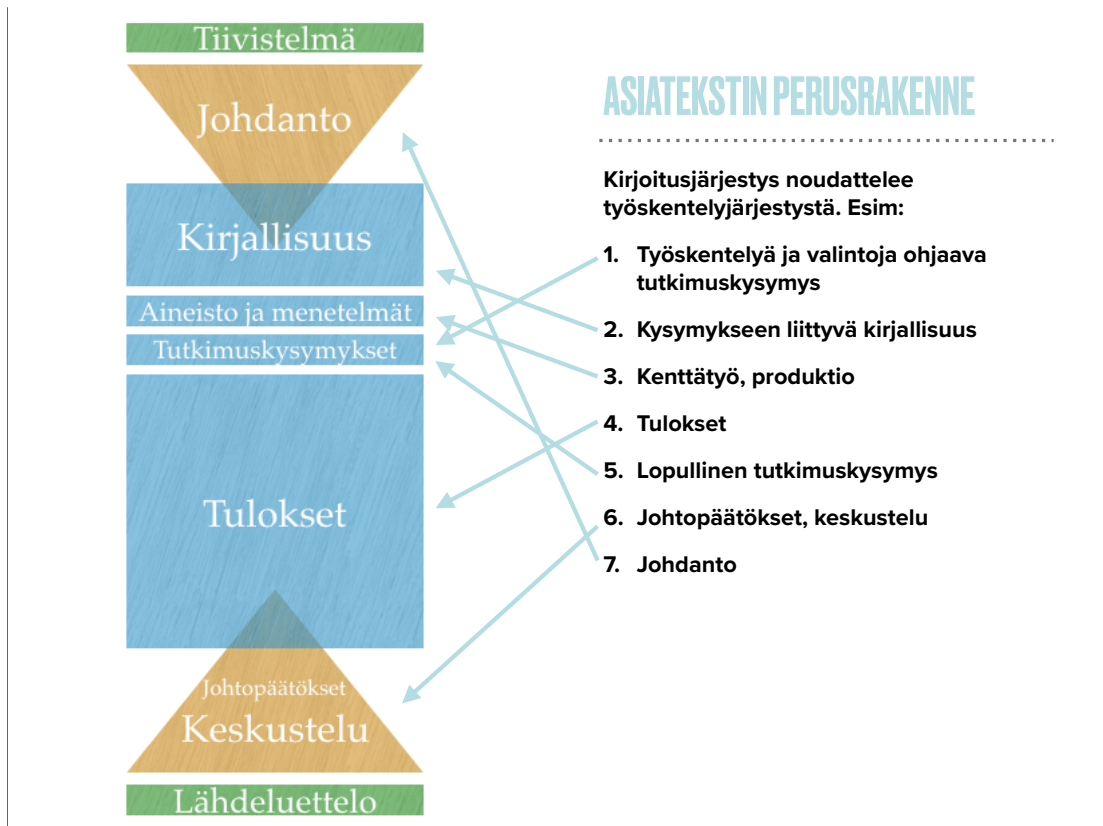 Tiivistelmä
Johdanto
Kirjallisuus
Aineisto ja menetelmät
Tutkimuskysymykset
Tulokset
Johtopäätökset
Keskustelu
Lähdeluettelo
ASIATEKSTIN PERUSRAKENNE
Kirjoitusjärjestys noudattelee
työskentelyjärjestystä. Esim:
1. Työskentelyä ja valintoja ohjaava
tutkimuskysymys
2. Kysymykseen liittyvä kirjallisuus
3. Kenttätyö, produktio
4. Tulokset
5. Lopullinen tutkimuskysymys
6. Johtopäätökset, keskustelu
7. Johdanto